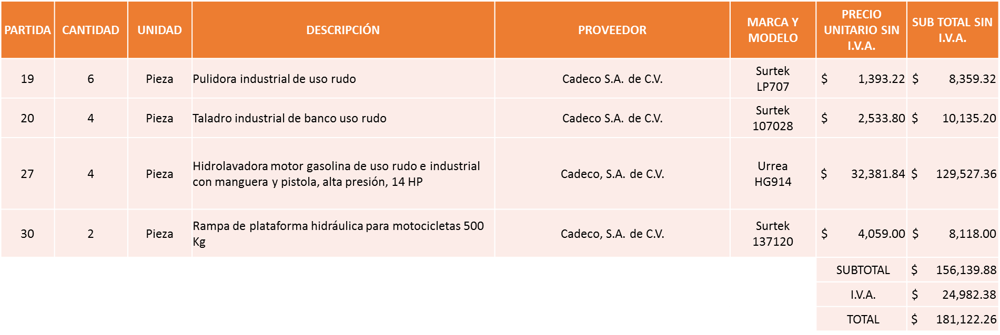 PARTIDA CANTIDAD UNIDAD DESCRIPCIÓN PROVEEDOR MARCA Y MODELO PRECIO UNITARIO SIN I.V.A. SUB TOTAL SIN I.V.A.
19 6 Pieza Pulidora industrial de uso rudo Cadeco S.A. de C.V. Surtek LP707 $ 1,393.22 $ 8,359.32
20 4 Pieza Taladro industrial de banco uso rudo Cadeco S.A. de C.V. Surtek 107028 $ 2,533.80 $ 10,135.20
27 4 Pieza Hidrolavadora motor gasolina de uso rudo e industrial con manguera y pistola, alta presión, 14 HP Cadeco, S.A. de C.V. Urrea HG914 $ 32,381.84 $ 129,527.36
30 2 Pieza Rampa de plataforma hidráulica para motocicletas 500 Kg Cadeco, S.A. de C.V. Surtek 137120 $ 4,059.00 $ 8,118.00
SUBTOTAL $ 156,139.88
I.V.A. $ 24,982.38
TOTAL $ 181,122.26